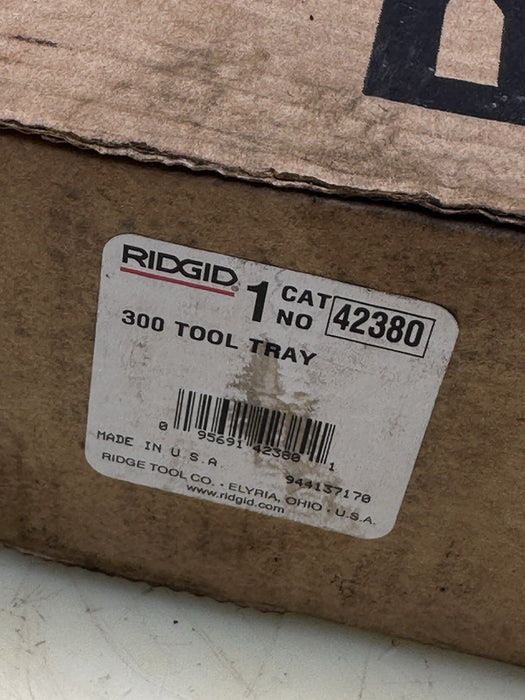 RIDGID®
1 CAT NO 42380
300 TOOL TRAY
0 95691 42380 1
MADE IN U.S.A. 944137170
RIDGE TOOL CO. - ELYRIA, OHIO - U.S.A.
www.ridgid.com